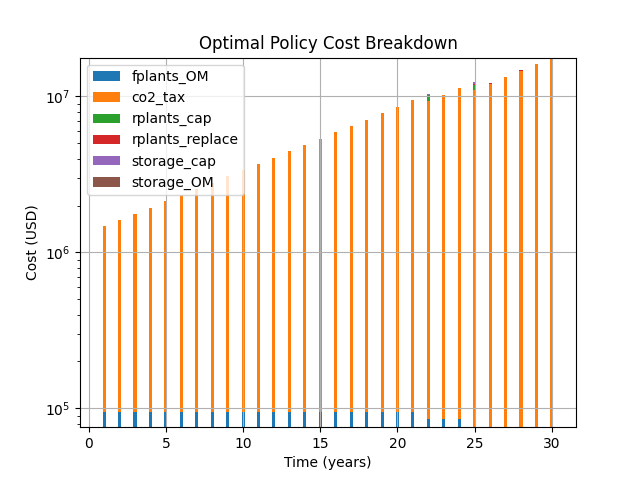 Optimal Policy Cost Breakdown
fplants_OM
co2_tax
rplants_cap
rplants_replace
storage_cap
storage_OM
Cost (USD)
10^7
10^6
10^5
0 5 10 15 20 25 30
Time (years)